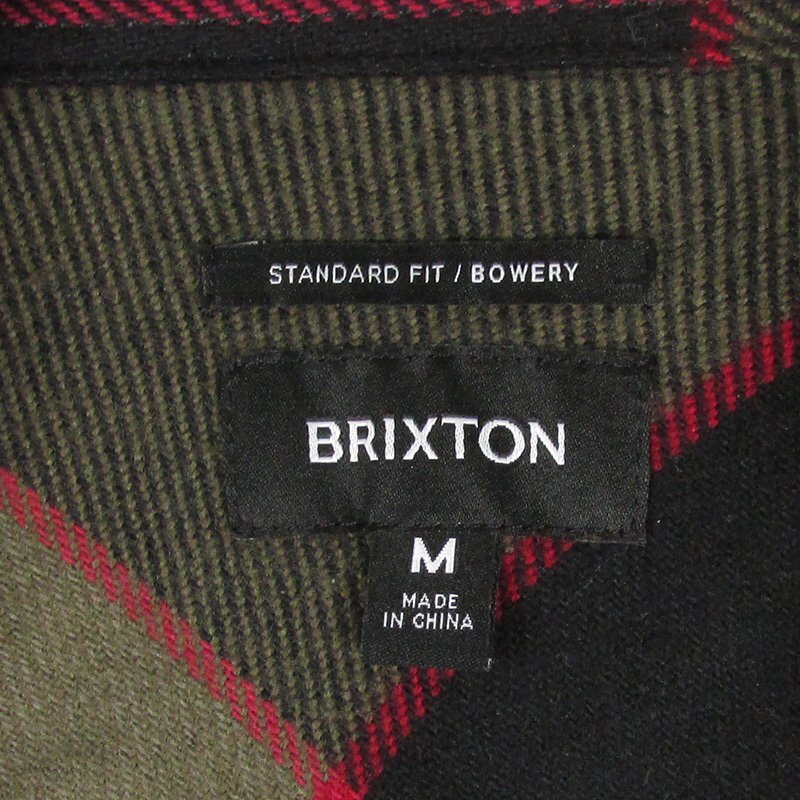 STANDARD FIT / BOWERY
BRIXTON
M
MADE
IN CHINA